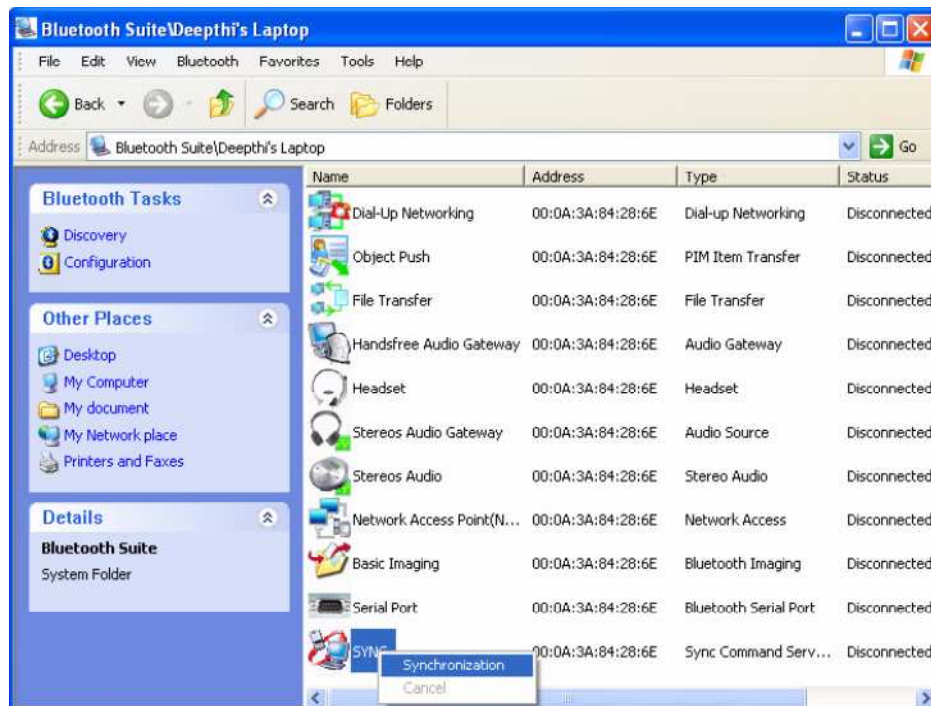 Bluetooth Suite\Deepthi's Laptop
File Edit View Bluetooth Favorites Tools Help
Back Search Folders
Address Bluetooth Suite\Deepthi's Laptop Go
Bluetooth Tasks
Discovery
Configuration
Other Places
Desktop
My Computer
My document
My Network place
Printers and Faxes
Details
Bluetooth Suite
System Folder
Name Address Type Status
Dial-Up Networking 00:0A:3A:84:28:6E Dial-up Networking Disconnected
Object Push 00:0A:3A:84:28:6E PIM Item Transfer Disconnected
File Transfer 00:0A:3A:84:28:6E File Transfer Disconnected
Handsfree Audio Gateway 00:0A:3A:84:28:6E Audio Gateway Disconnected
Headset 00:0A:3A:84:28:6E Headset Disconnected
Stereos Audio Gateway 00:0A:3A:84:28:6E Audio Source Disconnected
Stereos Audio 00:0A:3A:84:28:6E Stereo Audio Disconnected
Network Access Point(N... 00:0A:3A:84:28:6E Network Access Disconnected
Basic Imaging 00:0A:3A:84:28:6E Bluetooth Imaging Disconnected
Serial Port 00:0A:3A:84:28:6E Bluetooth Serial Port Disconnected
SYNC 00:0A:3A:84:28:6E Sync Command Serv... Disconnected
Synchronization
Cancel